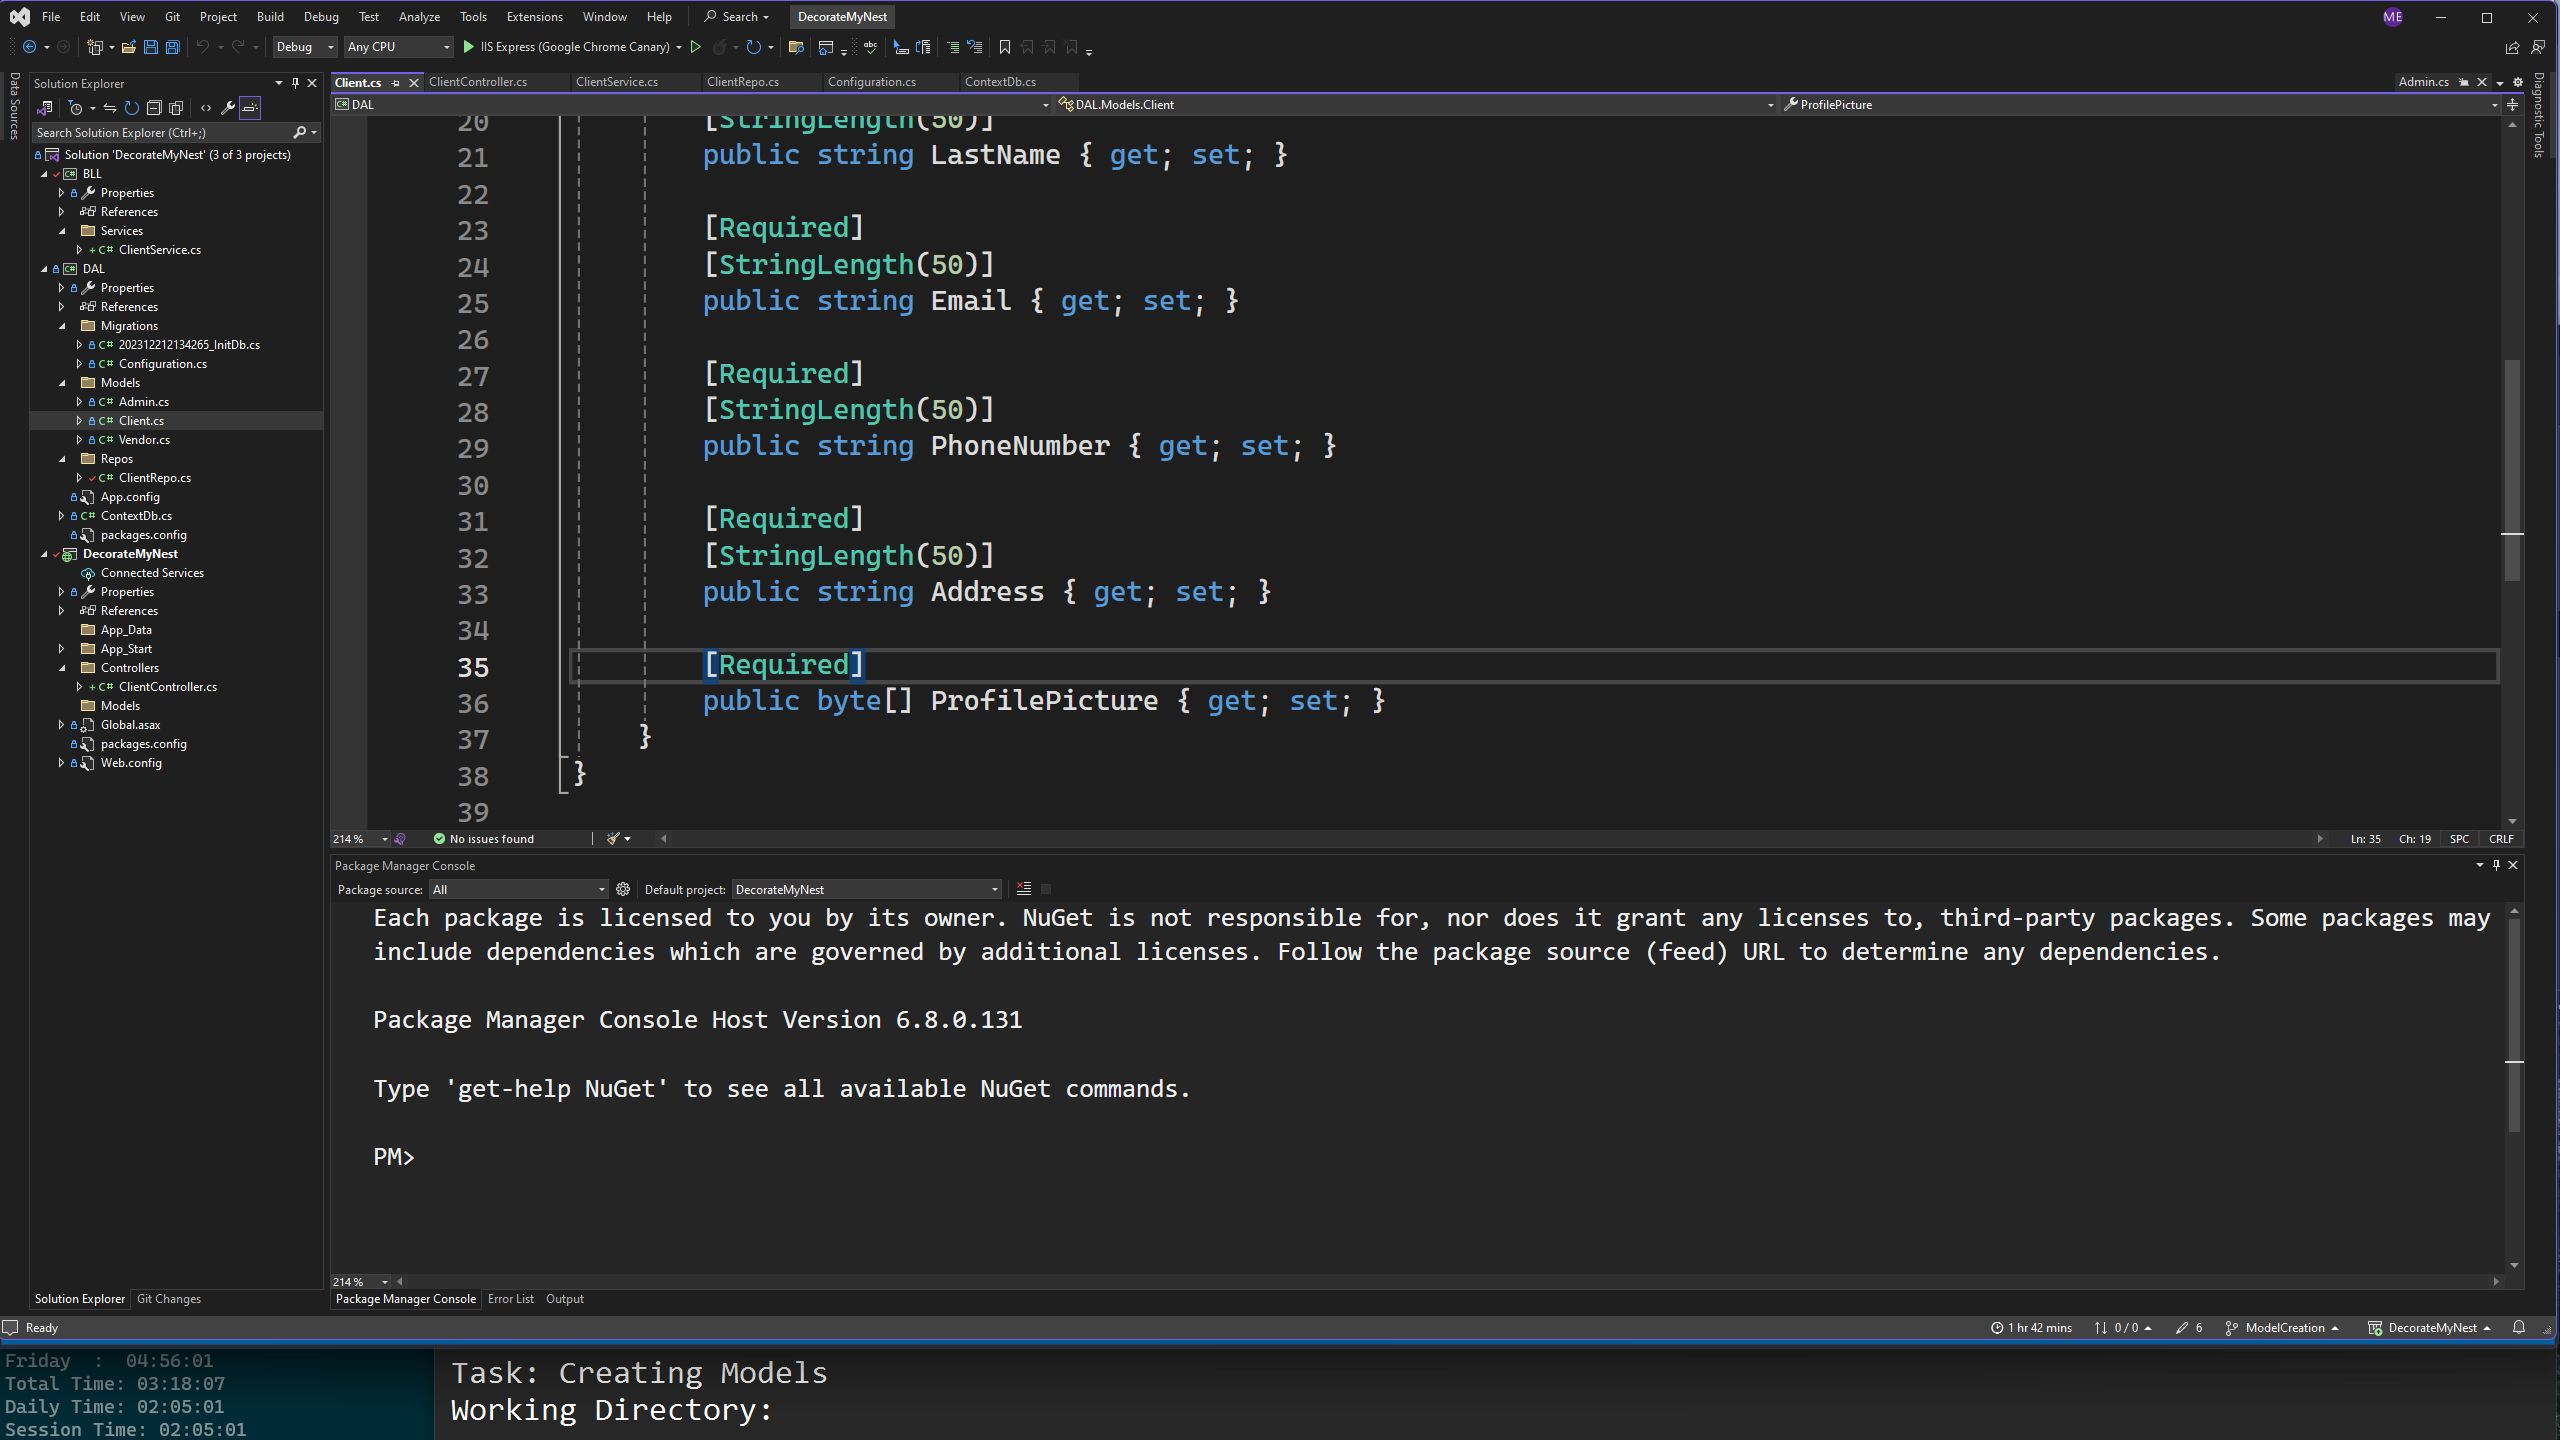 File Edit View Git Project Build Debug Test Analyze Tools Extensions Window Help Search DecorateMyNest ME
Debug Any CPU IIS Express (Google Chrome Canary)
Data Sources
Solution Explorer
Search Solution Explorer (Ctrl+;)
Solution 'DecorateMyNest' (3 of 3 projects)
BLL
Properties
References
Services
C# ClientService.cs
DAL
Properties
References
Migrations
C# 202312212134265_InitDb.cs
C# Configuration.cs
Models
C# Admin.cs
C# Client.cs
C# Vendor.cs
Repos
C# ClientRepo.cs
App.config
C# ContextDb.cs
packages.config
DecorateMyNest
Connected Services
Properties
References
App_Data
App_Start
Controllers
C# ClientController.cs
Models
Global.asax
packages.config
Web.config
Solution Explorer Git Changes
Client.cs ClientController.cs ClientService.cs ClientRepo.cs Configuration.cs ContextDb.cs Admin.cs
DAL DAL.Models.Client ProfilePicture
20 [StringLength(50)]
21 public string LastName { get; set; }
22
23 [Required]
24 [StringLength(50)]
25 public string Email { get; set; }
26
27 [Required]
28 [StringLength(50)]
29 public string PhoneNumber { get; set; }
30
31 [Required]
32 [StringLength(50)]
33 public string Address { get; set; }
34
35 [Required]
36 public byte[] ProfilePicture { get; set; }
37 }
38 }
39
214 % No issues found Ln: 35 Ch: 19 SPC CRLF
Diagnostic Tools
Package Manager Console
Package source: All Default project: DecorateMyNest
Each package is licensed to you by its owner. NuGet is not responsible for, nor does it grant any licenses to, third-party packages. Some packages may
include dependencies which are governed by additional licenses. Follow the package source (feed) URL to determine any dependencies.
Package Manager Console Host Version 6.8.0.131
Type 'get-help NuGet' to see all available NuGet commands.
PM>
214 %
Package Manager Console Error List Output
Ready 1 hr 42 mins 0 / 0 6 ModelCreation DecorateMyNest
Friday : 04:56:01
Total Time: 03:18:07
Daily Time: 02:05:01
Session Time: 02:05:01
Task: Creating Models
Working Directory: